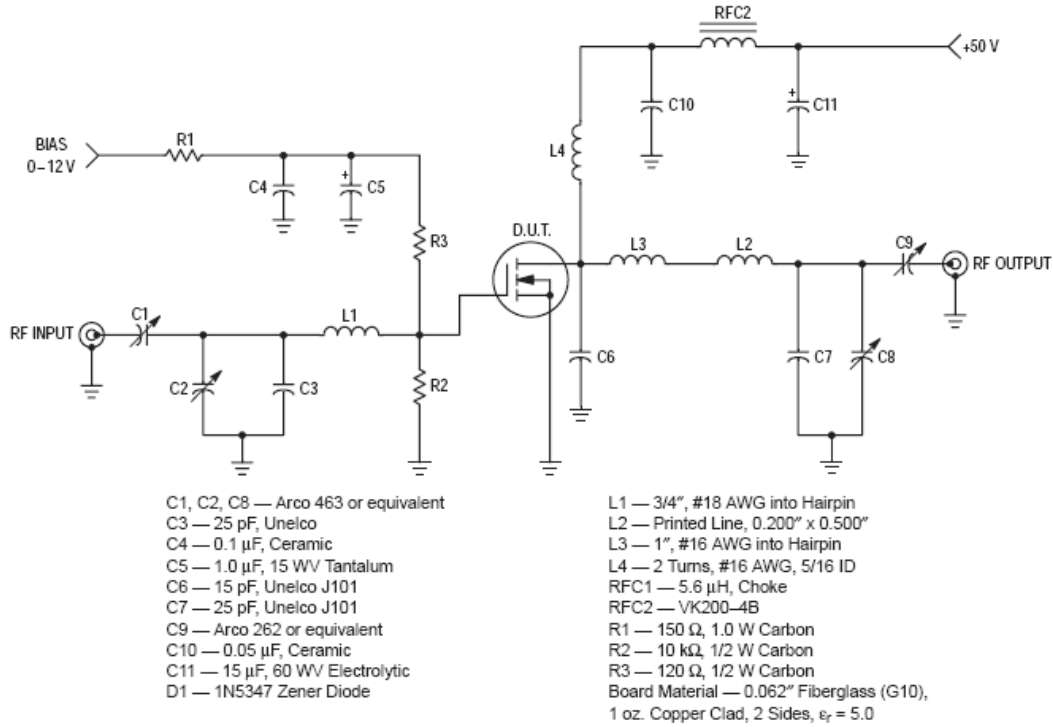 RFC2
+50 V
C10
+
C11
R1
BIAS
0–12 V
L4
C4
+
C5
R3
D.U.T.
L3
L2
C9
RF OUTPUT
C1
L1
RF INPUT
C2
C3
R2
C6
C7
C8
C1, C2, C8 — Arco 463 or equivalent
C3 — 25 pF, Unelco
C4 — 0.1 μF, Ceramic
C5 — 1.0 μF, 15 WV Tantalum
C6 — 15 pF, Unelco J101
C7 — 25 pF, Unelco J101
C9 — Arco 262 or equivalent
C10 — 0.05 μF, Ceramic
C11 — 15 μF, 60 WV Electrolytic
D1 — 1N5347 Zener Diode
L1 — 3/4″, #18 AWG into Hairpin
L2 — Printed Line, 0.200″ x 0.500″
L3 — 1″, #16 AWG into Hairpin
L4 — 2 Turns, #16 AWG, 5/16 ID
RFC1 — 5.6 μH, Choke
RFC2 — VK200–4B
R1 — 150 Ω, 1.0 W Carbon
R2 — 10 kΩ, 1/2 W Carbon
R3 — 120 Ω, 1/2 W Carbon
Board Material — 0.062″ Fiberglass (G10),
1 oz. Copper Clad, 2 Sides, εr = 5.0